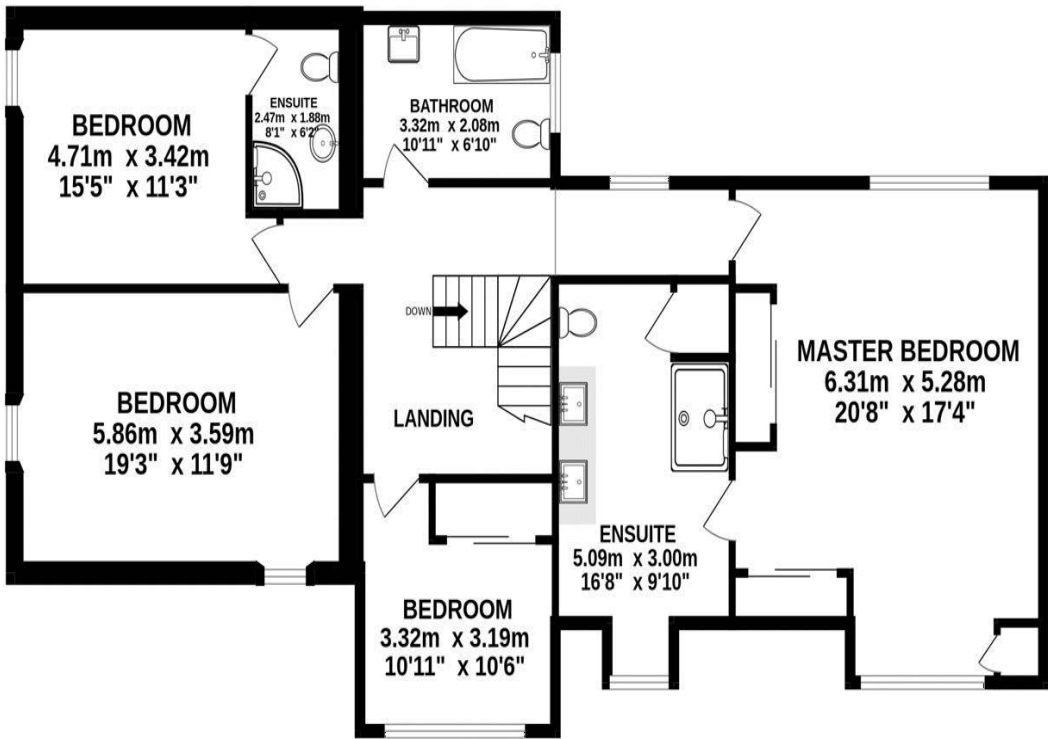 BEDROOM
4.71m x 3.42m
15'5" x 11'3"
ENSUITE
2.47m x 1.88m
8'1" x 6'2"
BATHROOM
3.32m x 2.08m
10'11" x 6'10"
BEDROOM
5.86m x 3.59m
19'3" x 11'9"
DOWN
LANDING
MASTER BEDROOM
6.31m x 5.28m
20'8" x 17'4"
ENSUITE
5.09m x 3.00m
16'8" x 9'10"
BEDROOM
3.32m x 3.19m
10'11" x 10'6"